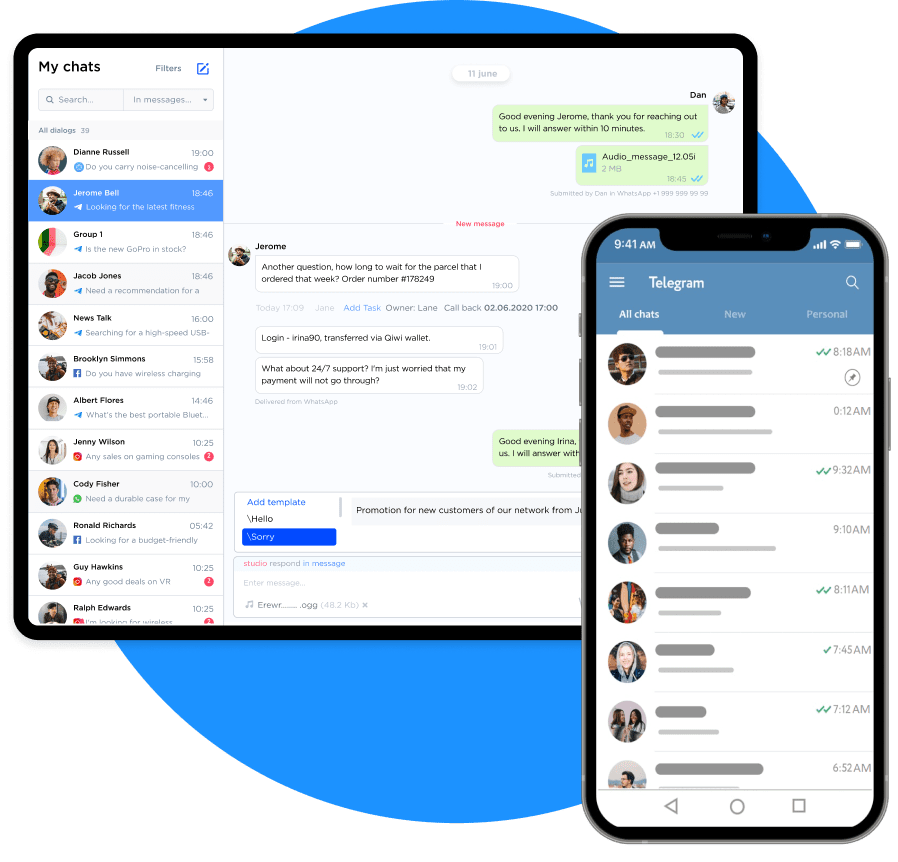 My chats
Filters
Search...
In messages...
All dialogs 39
Dianne Russell 19:00
Do you carry noise-cancelling 2
Jerome Bell 18:46
Looking for the latest fitness
Group 1 18:46
Is the new GoPro in stock?
Jacob Jones 18:46
Need a recommendation for a
News Talk 16:00
Searching for a high-speed USB-
Brooklyn Simmons 15:58
Do you have wireless charging
Albert Flores 14:46
What's the best portable Bluet...
Jenny Wilson 10:25
Any sales on gaming consoles 2
Cody Fisher 10:00
Need a durable case for my
Ronald Richards 05:42
Looking for a budget-friendly
Guy Hawkins 10:25
Any good deals on VR 2
Ralph Edwards 10:25
I'm looking for wireless 2
11 june
Dan
Good evening Jerome, thank you for reaching out
to us. I will answer within 10 minutes.
18:30
Audio_message_12.05i
2 MB
18:45
Submitted by Dan in WhatsApp +1 999 999 99 99
New message
Jerome
Another question, how long to wait for the parcel that I
ordered that week? Order number #178249
19:00
Today 17:09 Jane Add Task Owner: Lane Call back 02.06.2020 17:00
Login - irina90, transferred via Qiwi wallet.
19:01
What about 24/7 support? I'm just worried that my
payment will not go through?
19:02
Delivered from WhatsApp
Good evening Irina,
us. I will answer with
Submitted
Add template
\Hello
\Sorry
Promotion for new customers of our network from J
studio respond in message
Enter message...
Erewr........ .ogg (48.2 Kb) ×
9:41 AM
Telegram
All chats New Personal
8:18AM
0:12AM
9:32AM
9:10AM
8:11AM
7:45AM
7:12AM
6:52AM